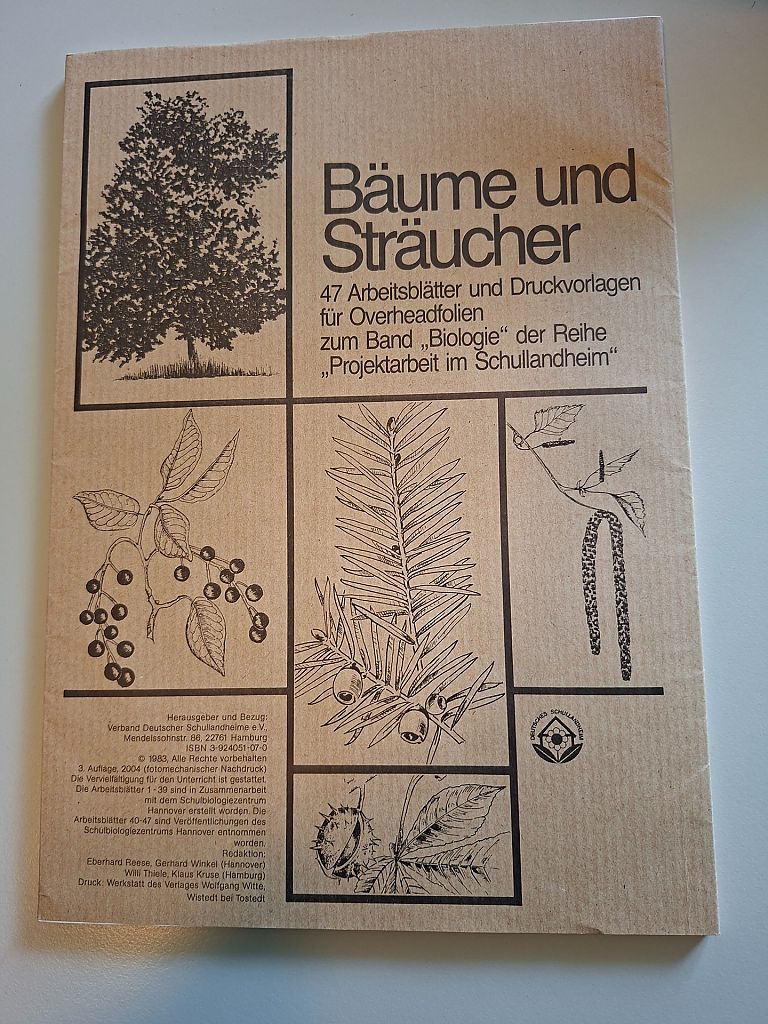 Bäume und
Sträucher
47 Arbeitsblätter und Druckvorlagen
für Overheadfolien
zum Band „Biologie“ der Reihe
„Projektarbeit im Schullandheim“
Herausgeber und Bezug:
Verband Deutscher Schullandheime e.V.,
Mendelssohnstr. 86, 22761 Hamburg
ISBN 3-924051-07-0
© 1983, Alle Rechte vorbehalten
3. Auflage, 2004 (fotomechanischer Nachdruck)
Die Vervielfältigung für den Unterricht ist gestattet.
Die Arbeitsblätter 1-39 sind in Zusammenarbeit
mit dem Schulbiologiezentrum
Hannover erstellt worden. Die
Arbeitsblätter 40-47 sind Veröffentlichungen des
Schulbiologiezentrums Hannover entnommen
worden.
Redaktion:
Eberhard Reese, Gerhard Winkel (Hannover)
Willi Thiele, Klaus Kruse (Hamburg)
Druck: Werkstatt des Verlages Wolfgang Witte,
Wistedt bei Tostedt
DEUTSCHES SCHULLANDHEIM